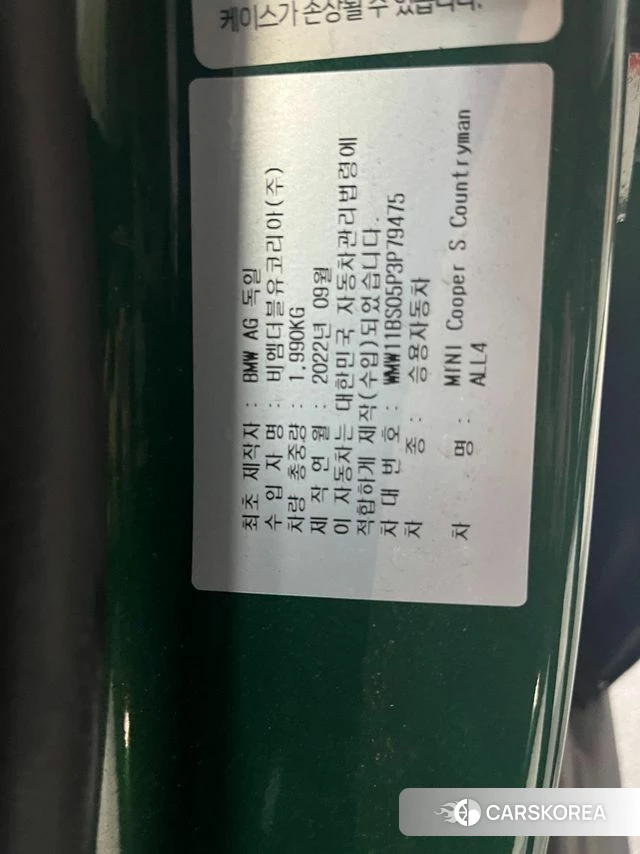 케이스가 손상될 수 있습니다.
최초 제작자 : BMW AG 독일
수 입 자 명 : 비엠더블유코리아(주)
차량 총중량 : 1,990KG
제 작 연 월 : 2022년 09월
이 자동차는 대한민국 자동차관리법령에
적합하게 제작(수입)되었습니다.
차 대 번 호 : WMW11BS05P3P79475
차 종 : 승용자동차
차 명 : MINI Cooper S Countryman
ALL4
CARSKOREA